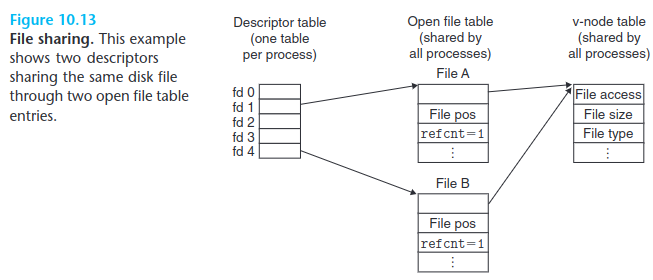 Figure 10.13
File sharing. This example
shows two descriptors
sharing the same disk file
through two open file table
entries.
Descriptor table
(one table
per process)
Open file table
(shared by
all processes)
v-node table
(shared by
all processes)
File A
fd 0
fd 1
fd 2
fd 3
fd 4
File pos
refcnt=1
⋮
File access
File size
File type
⋮
File B
File pos
refcnt=1
⋮